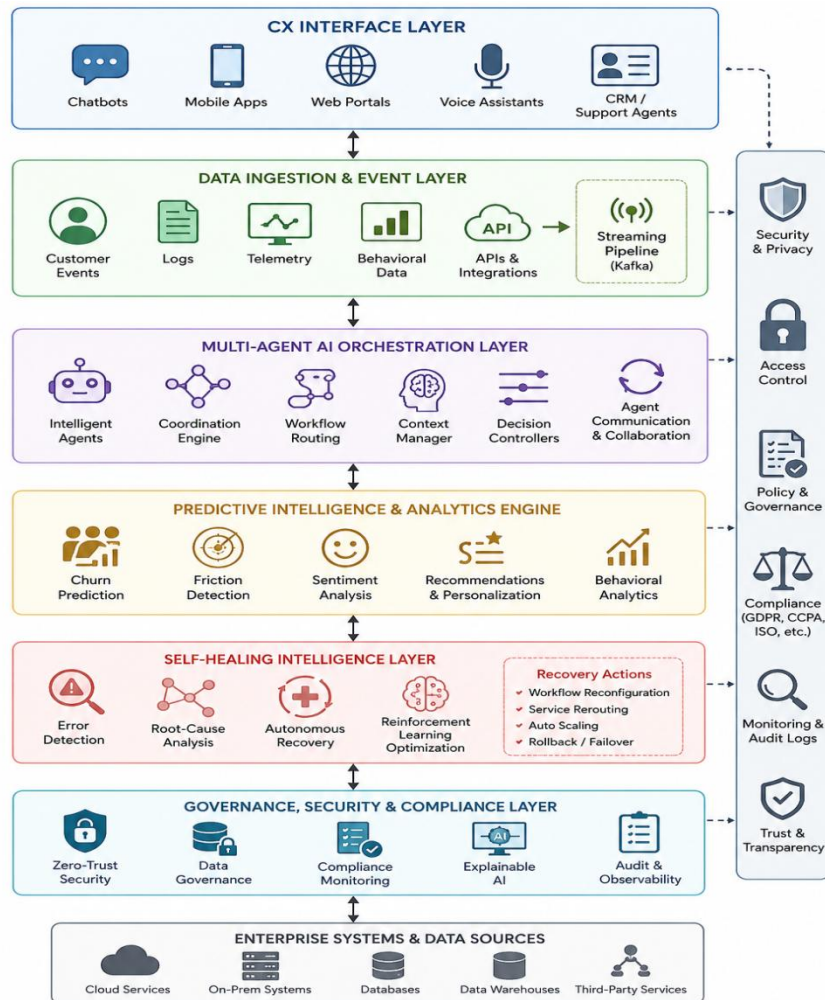 CX INTERFACE LAYER
Chatbots
Mobile Apps
Web Portals
Voice Assistants
CRM /
Support Agents
DATA INGESTION & EVENT LAYER
Customer
Events
Logs
Telemetry
Behavioral
Data
API
APIs &
Integrations
Streaming
Pipeline
(Kafka)
MULTI-AGENT AI ORCHESTRATION LAYER
Intelligent
Agents
Coordination
Engine
Workflow
Routing
Context
Manager
Decision
Controllers
Agent
Communication
& Collaboration
PREDICTIVE INTELLIGENCE & ANALYTICS ENGINE
Churn
Prediction
Friction
Detection
Sentiment
Analysis
Recommendations
& Personalization
Behavioral
Analytics
SELF-HEALING INTELLIGENCE LAYER
Error
Detection
Root-Cause
Analysis
Autonomous
Recovery
Reinforcement
Learning
Optimization
Recovery Actions
Workflow Reconfiguration
Service Rerouting
Auto Scaling
Rollback / Failover
GOVERNANCE, SECURITY & COMPLIANCE LAYER
Zero-Trust
Security
Data
Governance
Compliance
Monitoring
AI
Explainable
AI
Audit &
Observability
ENTERPRISE SYSTEMS & DATA SOURCES
Cloud Services
On-Prem Systems
Databases
Data Warehouses
Third-Party Services
Security
& Privacy
Access
Control
Policy &
Governance
Compliance
(GDPR, CCPA,
ISO, etc.)
Monitoring &
Audit Logs
Trust &
Transparency